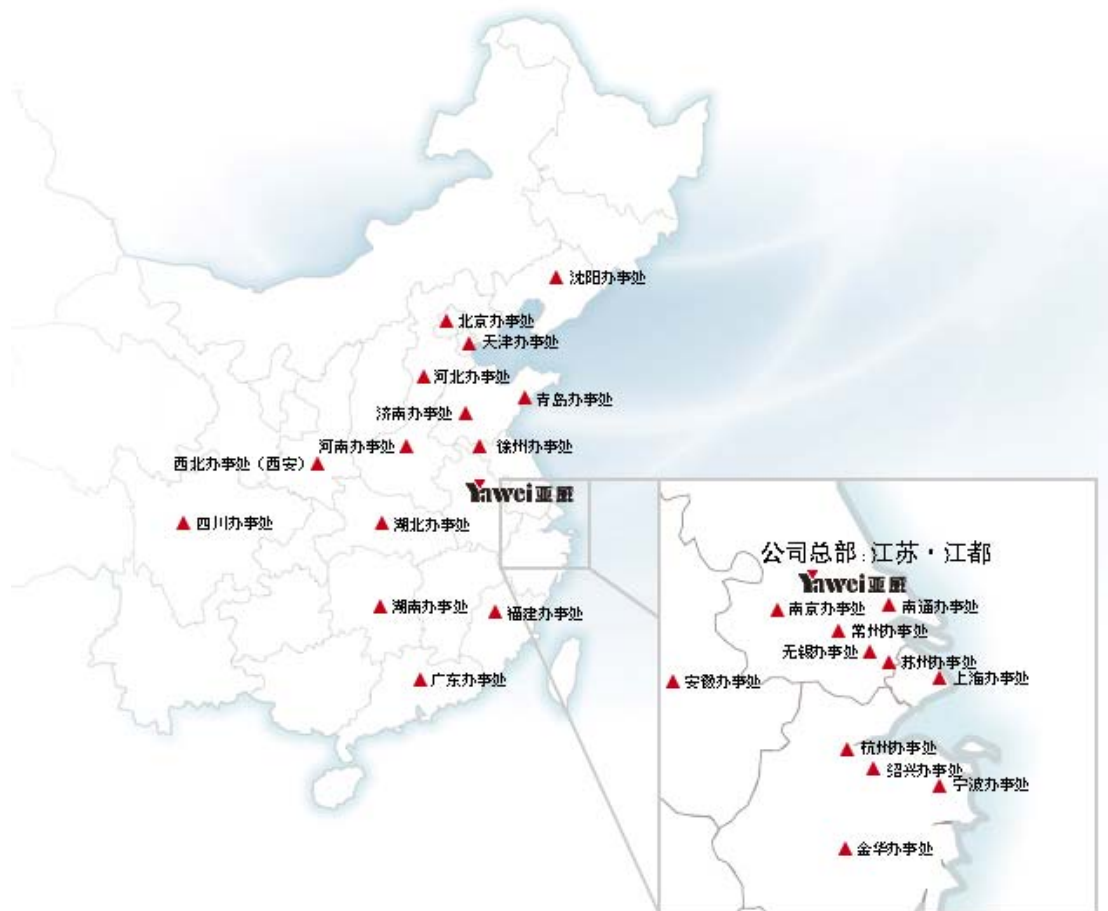 沈阳办事处
北京办事处
天津办事处
河北办事处
青岛办事处
济南办事处
河南办事处
徐州办事处
西北办事处（西安）
Yawei亚威
四川办事处
湖北办事处
湖南办事处
福建办事处
广东办事处
公司总部:江苏·江都
Yawei亚威
南京办事处
南通办事处
常州办事处
无锡办事处
苏州办事处
上海办事处
安徽办事处
杭州办事处
绍兴办事处
宁波办事处
金华办事处